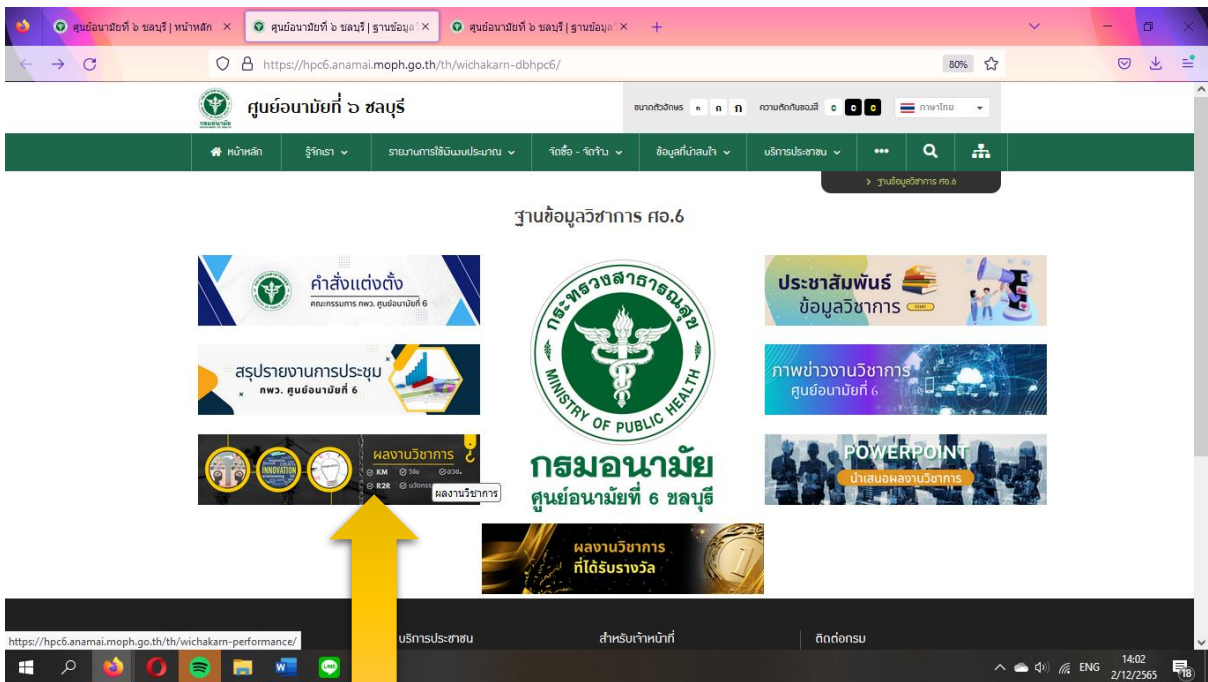 ศูนย์อนามัยที่ ๖ ชลบุรี | หน้าหลัก
ศูนย์อนามัยที่ ๖ ชลบุรี | ฐานข้อมูล
ศูนย์อนามัยที่ ๖ ชลบุรี | ฐานข้อมูล
https://hpc6.anamai.moph.go.th/th/wichakarn-dbhpc6/
80%
ศูนย์อนามัยที่ ๖ ชลบุรี
กรมอนามัย
ขนาดตัวอักษร ก ก ก ความตัดกันของสี C C C ภาษาไทย
หน้าหลัก รู้จักเรา รายงานการใช้เงินงบประมาณ จัดซื้อ - จัดจ้าง ข้อมูลที่น่าสนใจ บริการประชาชน
ฐานข้อมูลวิชาการ ศอ.6
ฐานข้อมูลวิชาการ ศอ.6
คำสั่งแต่งตั้ง
คณะกรรมการ กพว. ศูนย์อนามัยที่ 6
สรุปรายงานการประชุม
กพว. ศูนย์อนามัยที่ 6
INNOVATION
ผลงานวิชาการ
KM วิจัย อวช.
R2R นวัตกรร
ผลงานวิชาการ
กระทรวงสาธารณสุข
MINISTRY OF PUBLIC HEALTH
กรมอนามัย
ศูนย์อนามัยที่ 6 ชลบุรี
ประชาสัมพันธ์
ข้อมูลวิชาการ
START
ภาพข่าวงานวิชาการ
ศูนย์อนามัยที่ 6
POWERPOINT
นำเสนอผลงานวิชาการ
ผลงานวิชาการ
ที่ได้รับรางวัล
1
บริการประชาชน สำหรับเจ้าหน้าที่ ติดต่อกรม
https://hpc6.anamai.moph.go.th/th/wichakarn-performance/
ENG
14:02
2/12/2565
18